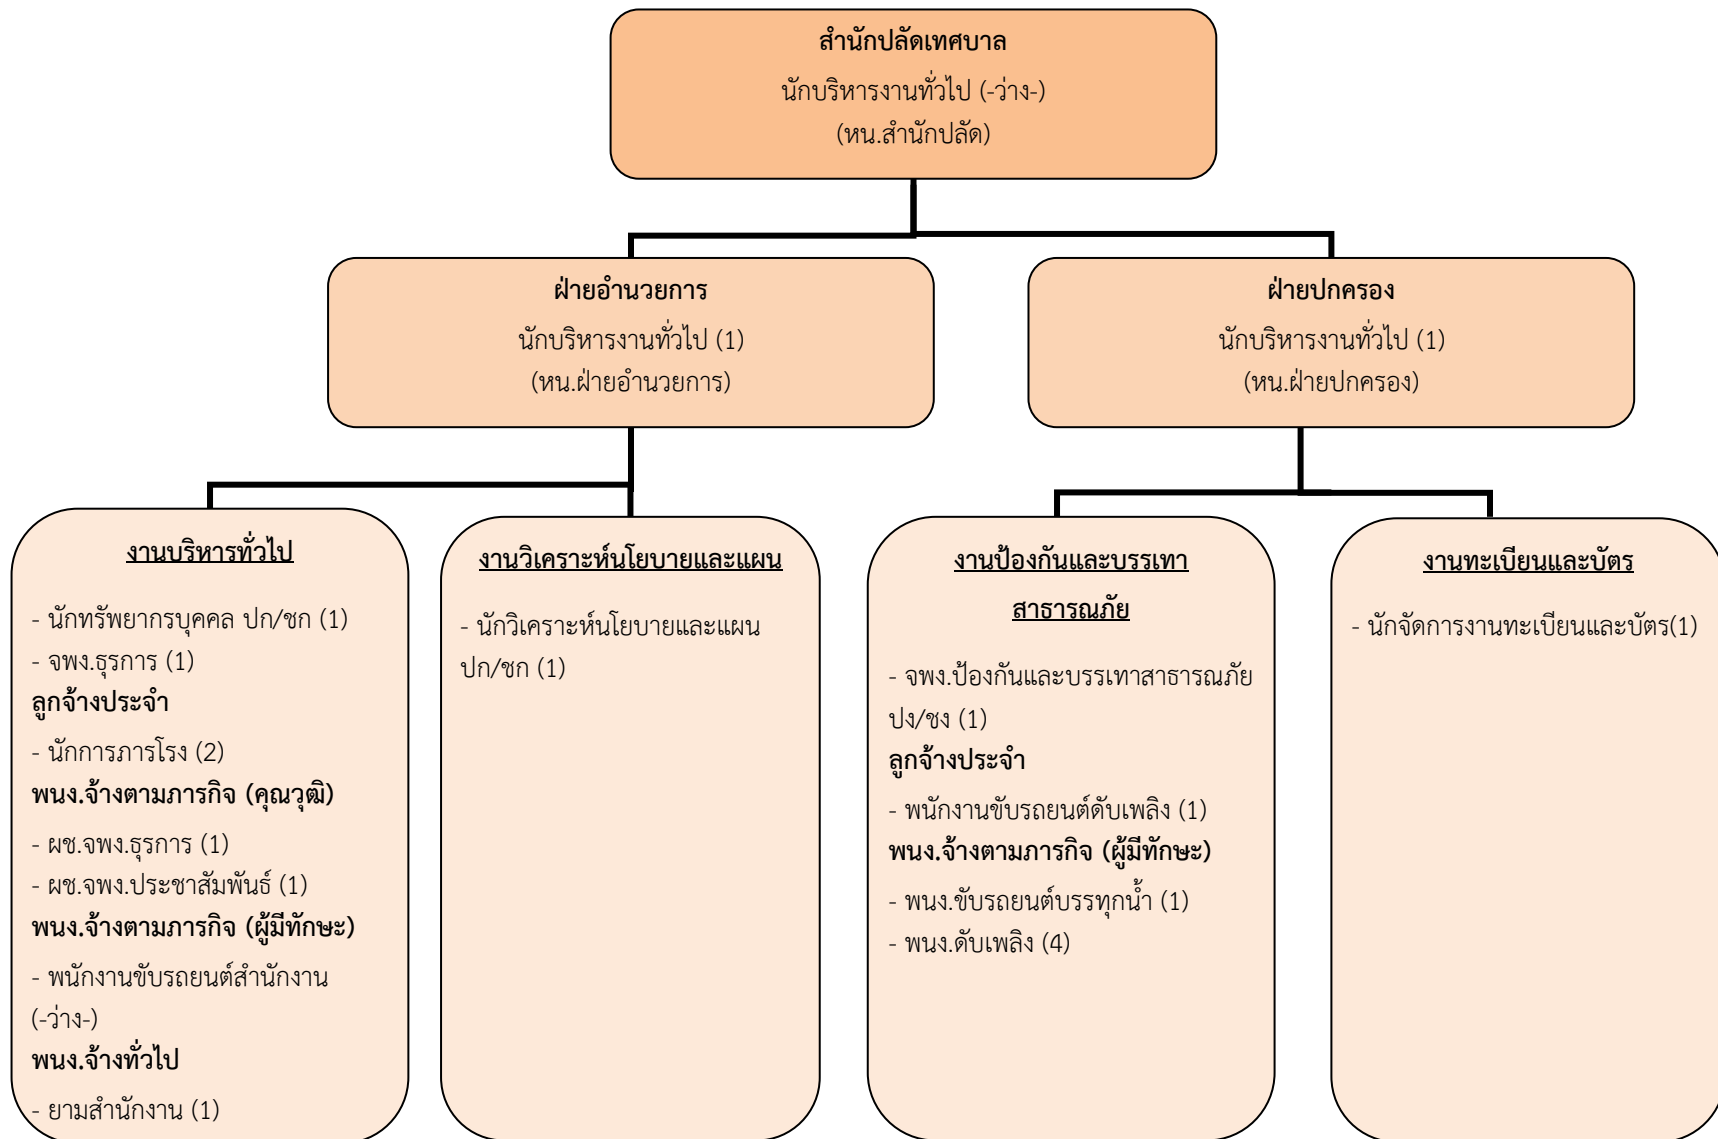 สำนักปลัดเทศบาล
นักบริหารงานทั่วไป (-ว่าง-)
(หน.สำนักปลัด)
ฝ่ายอำนวยการ
นักบริหารงานทั่วไป (1)
(หน.ฝ่ายอำนวยการ)
ฝ่ายปกครอง
นักบริหารงานทั่วไป (1)
(หน.ฝ่ายปกครอง)
งานบริหารทั่วไป
- นักทรัพยากรบุคคล ปก/ชก (1)
- จพง.ธุรการ (1)
ลูกจ้างประจำ
- นักการภารโรง (2)
พนง.จ้างตามภารกิจ (คุณวุฒิ)
- ผช.จพง.ธุรการ (1)
- ผช.จพง.ประชาสัมพันธ์ (1)
พนง.จ้างตามภารกิจ (ผู้มีทักษะ)
- พนักงานขับรถยนต์สำนักงาน
(-ว่าง-)
พนง.จ้างทั่วไป
- ยามสำนักงาน (1)
งานวิเคราะห์นโยบายและแผน
- นักวิเคราะห์นโยบายและแผน
ปก/ชก (1)
งานป้องกันและบรรเทา
สาธารณภัย
- จพง.ป้องกันและบรรเทาสาธารณภัย
ปง/ชง (1)
ลูกจ้างประจำ
- พนักงานขับรถยนต์ดับเพลิง (1)
พนง.จ้างตามภารกิจ (ผู้มีทักษะ)
- พนง.ขับรถยนต์บรรทุกน้ำ (1)
- พนง.ดับเพลิง (4)
งานทะเบียนและบัตร
- นักจัดการงานทะเบียนและบัตร(1)